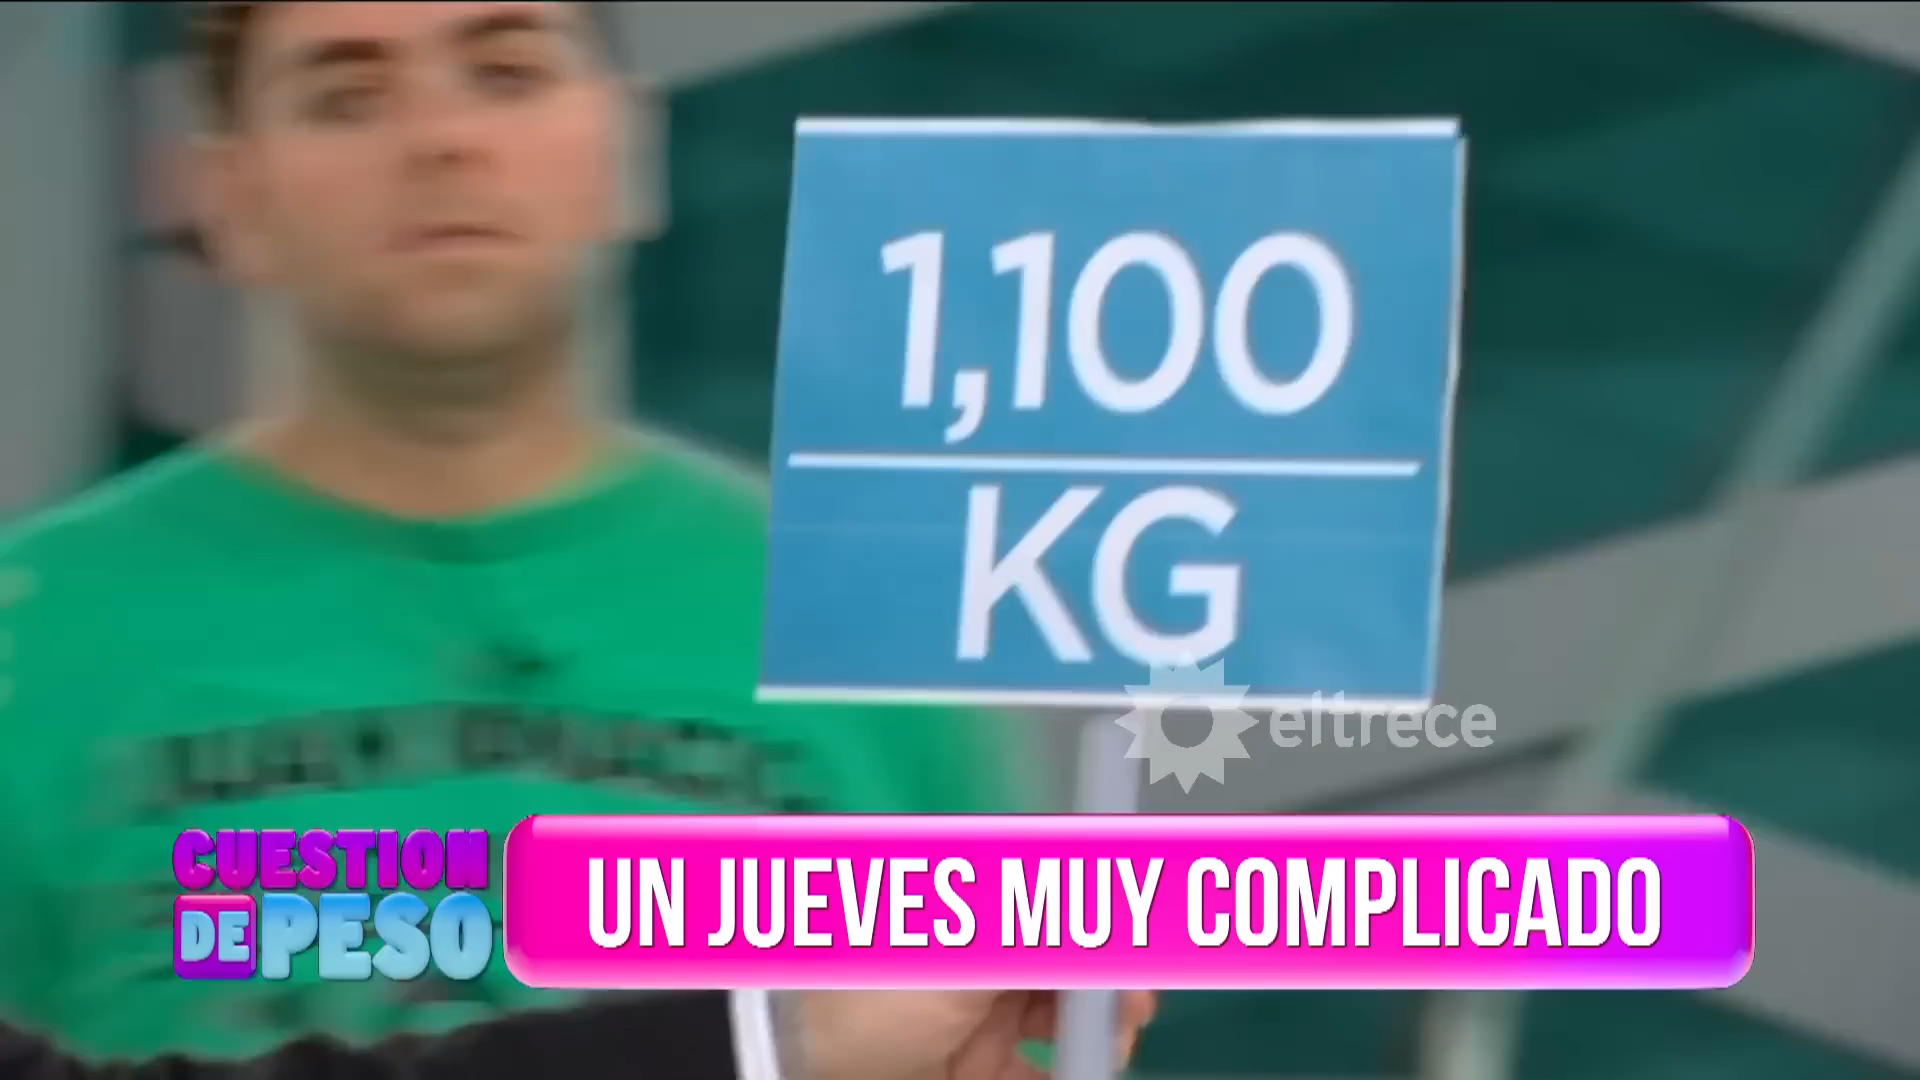 1,100
KG
eltrece
CUESTION
DE PESO
UN JUEVES MUY COMPLICADO